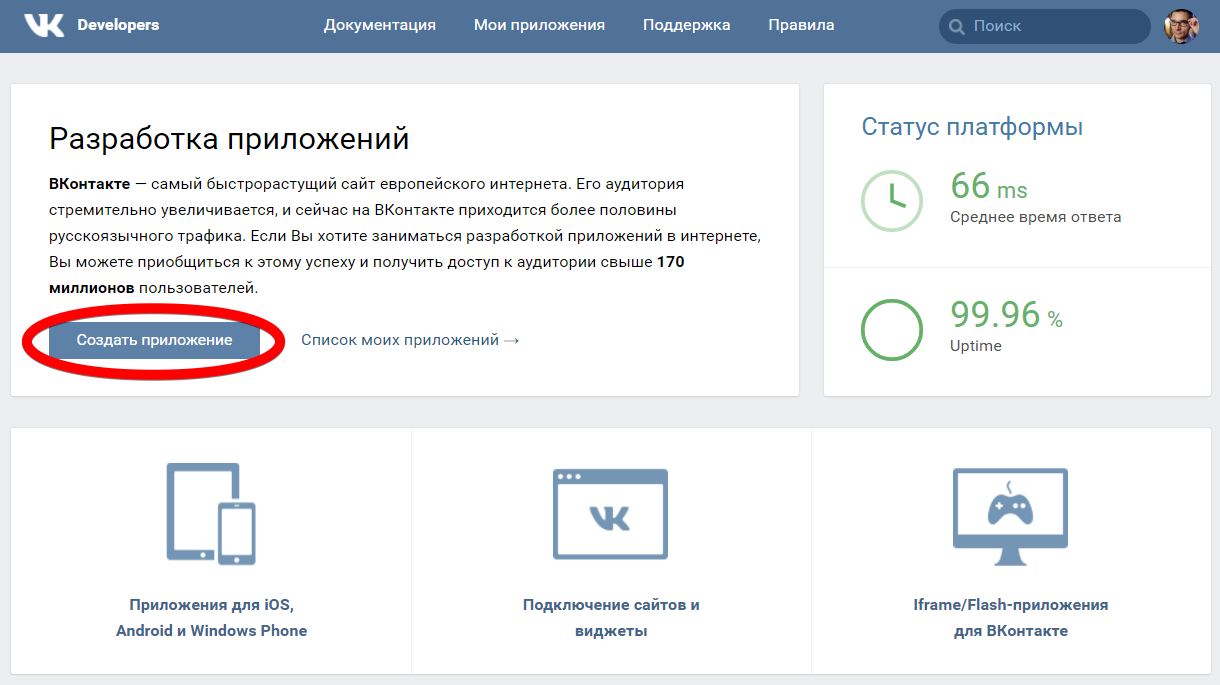 VK Developers Документация Мои приложения Поддержка Правила Поиск
Разработка приложений
ВКонтакте — самый быстрорастущий сайт европейского интернета. Его аудитория
стремительно увеличивается, и сейчас на ВКонтакте приходится более половины
русскоязычного трафика. Если Вы хотите заниматься разработкой приложений в интернете,
Вы можете приобщиться к этому успеху и получить доступ к аудитории свыше 170
миллионов пользователей.
Создать приложение Список моих приложений →
Статус платформы
66 ms
Среднее время ответа
99.96 %
Uptime
Приложения для iOS,
Android и Windows Phone
VK
Подключение сайтов и
виджеты
Iframe/Flash-приложения
для ВКонтакте